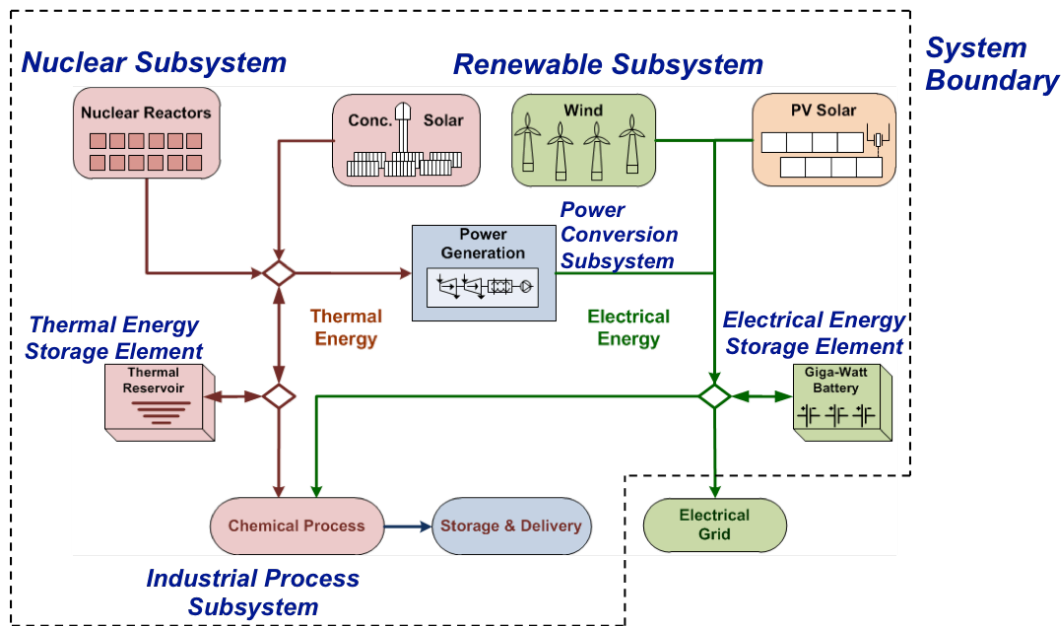 Nuclear Subsystem
Renewable Subsystem
System
Boundary
Nuclear Reactors
Conc. Solar
Wind
PV Solar
Power
Generation
Power
Conversion
Subsystem
Thermal
Energy
Electrical
Energy
Thermal Energy
Storage Element
Electrical Energy
Storage Element
Thermal
Reservoir
Giga-Watt
Battery
Chemical Process
Storage & Delivery
Electrical
Grid
Industrial Process
Subsystem